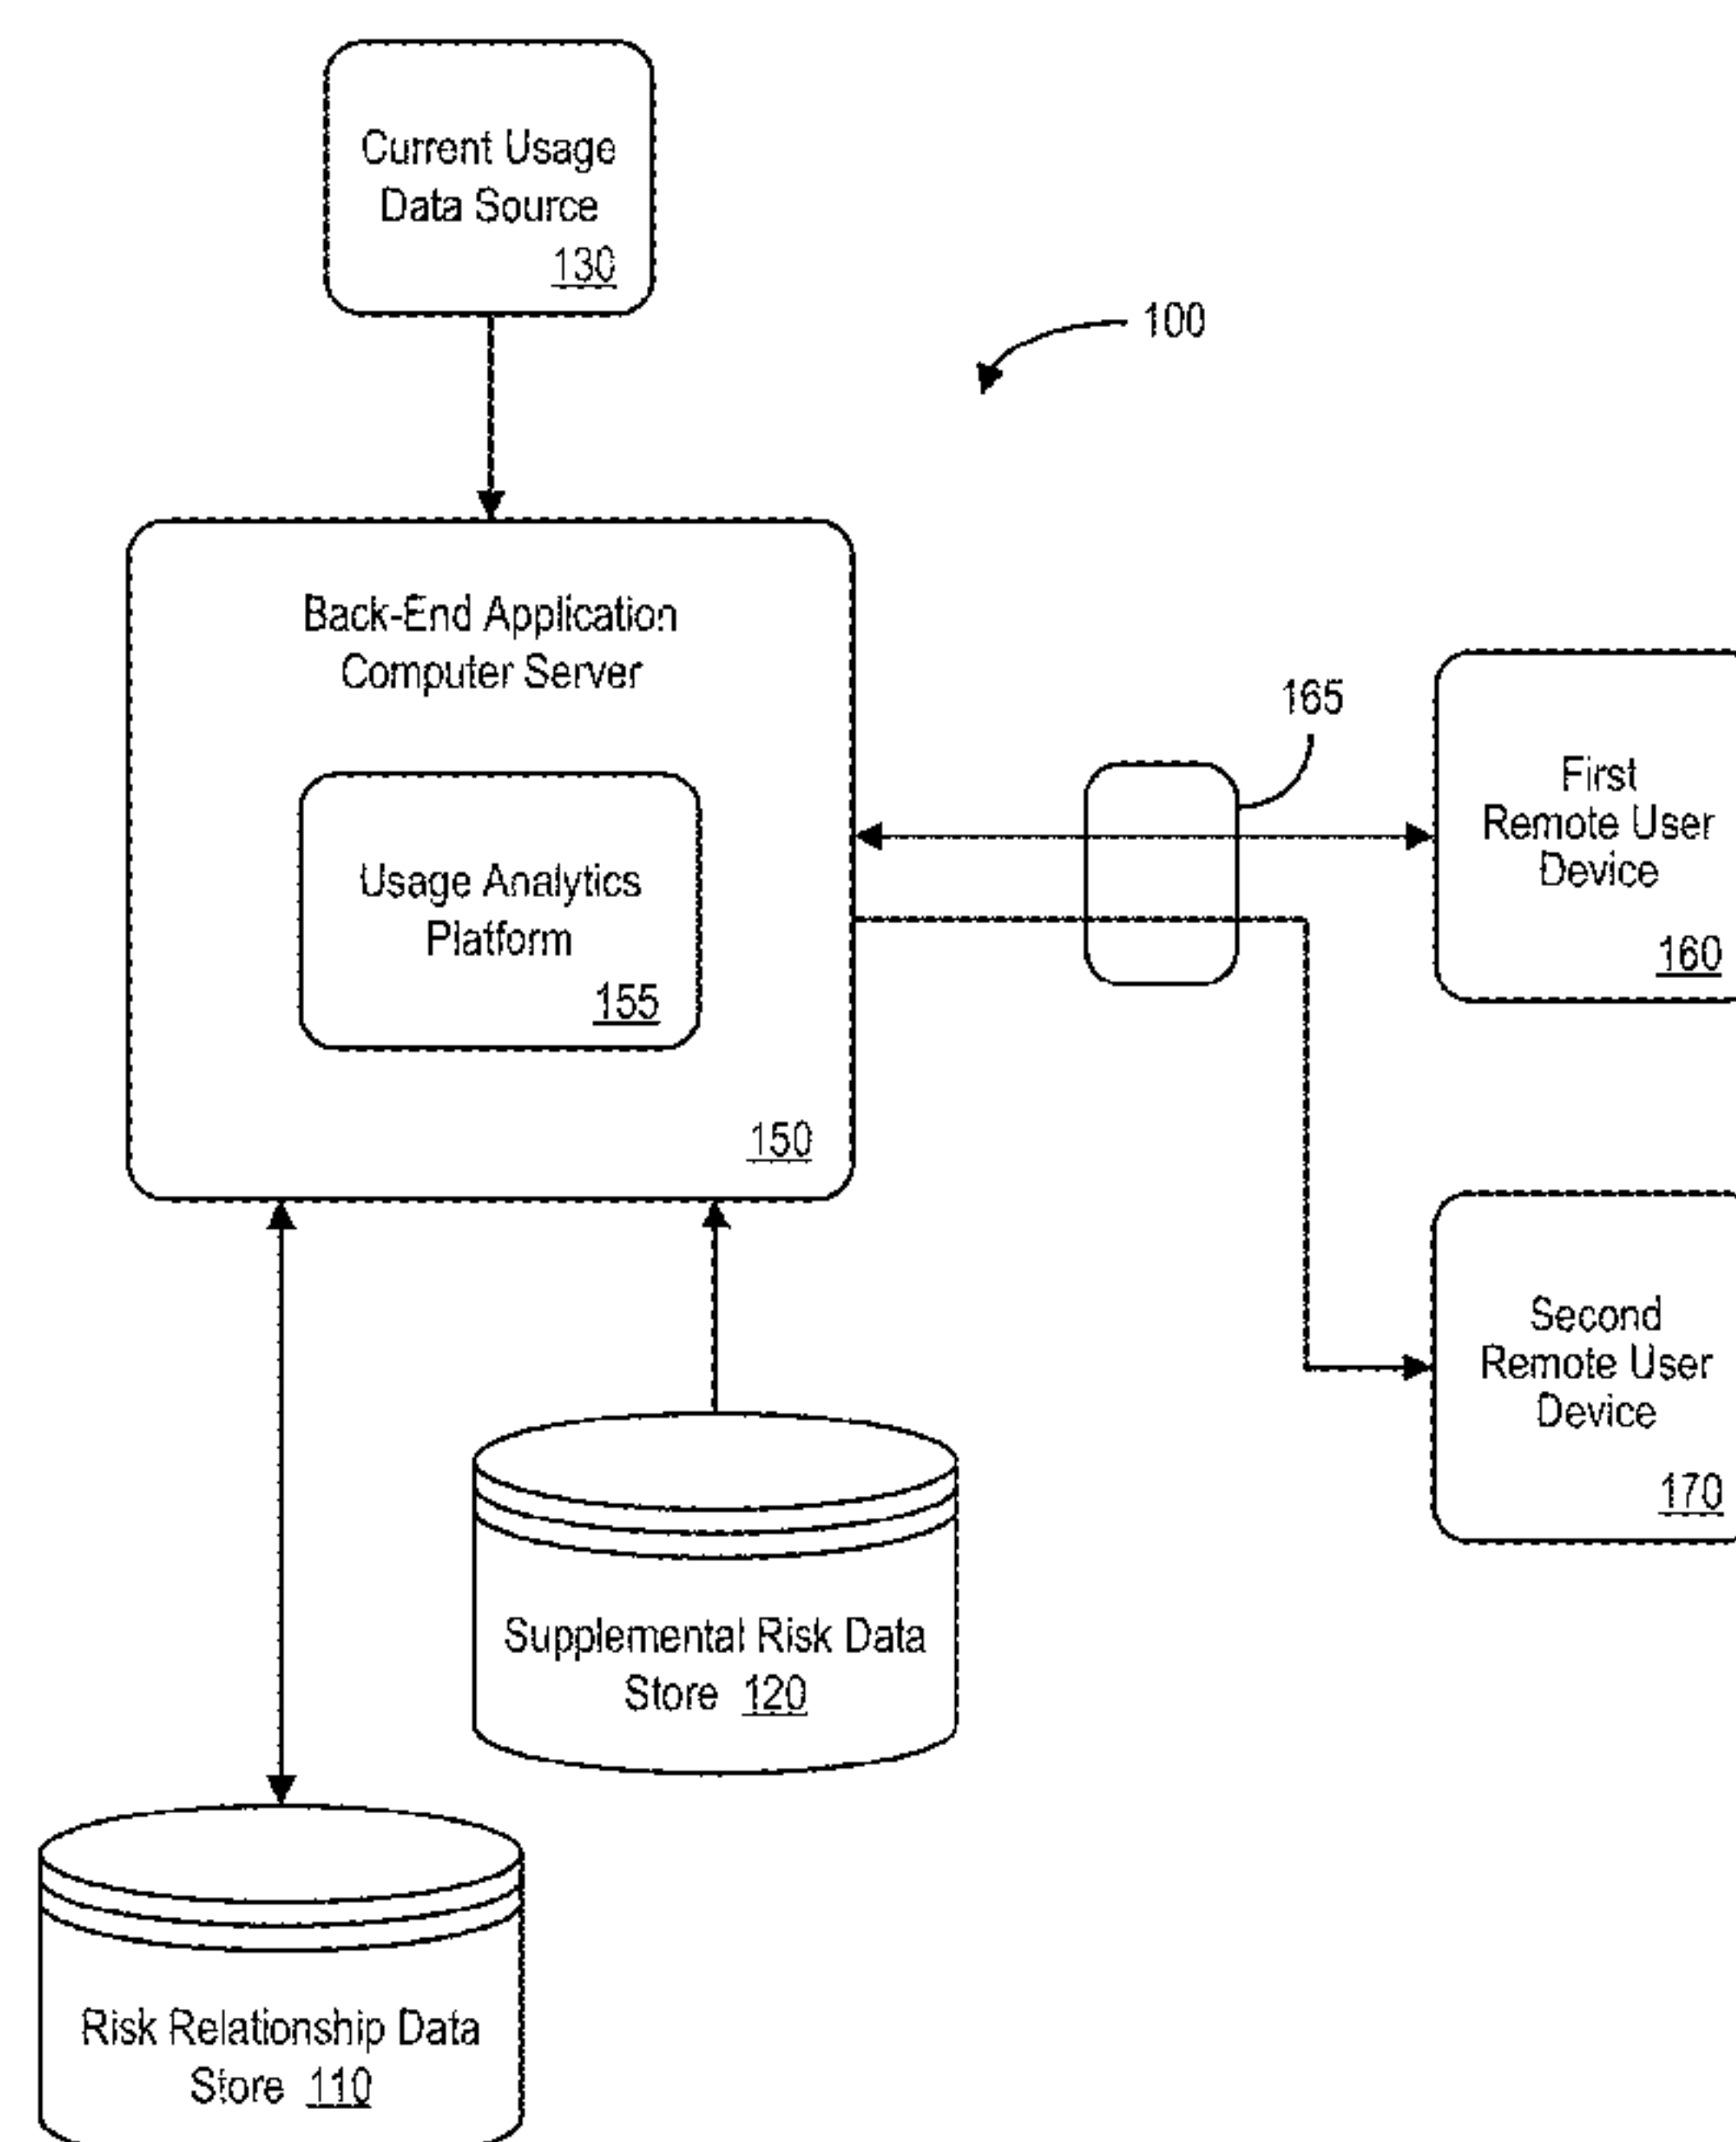 Current Usage
Data Source
130
100
Back-End Application
Computer Server
165
Usage Analytics
Platform
155
150
First
Remote User
Device
160
Second
Remote User
Device
170
Supplemental Risk Data
Store 120
Risk Relationship Data
Store 110